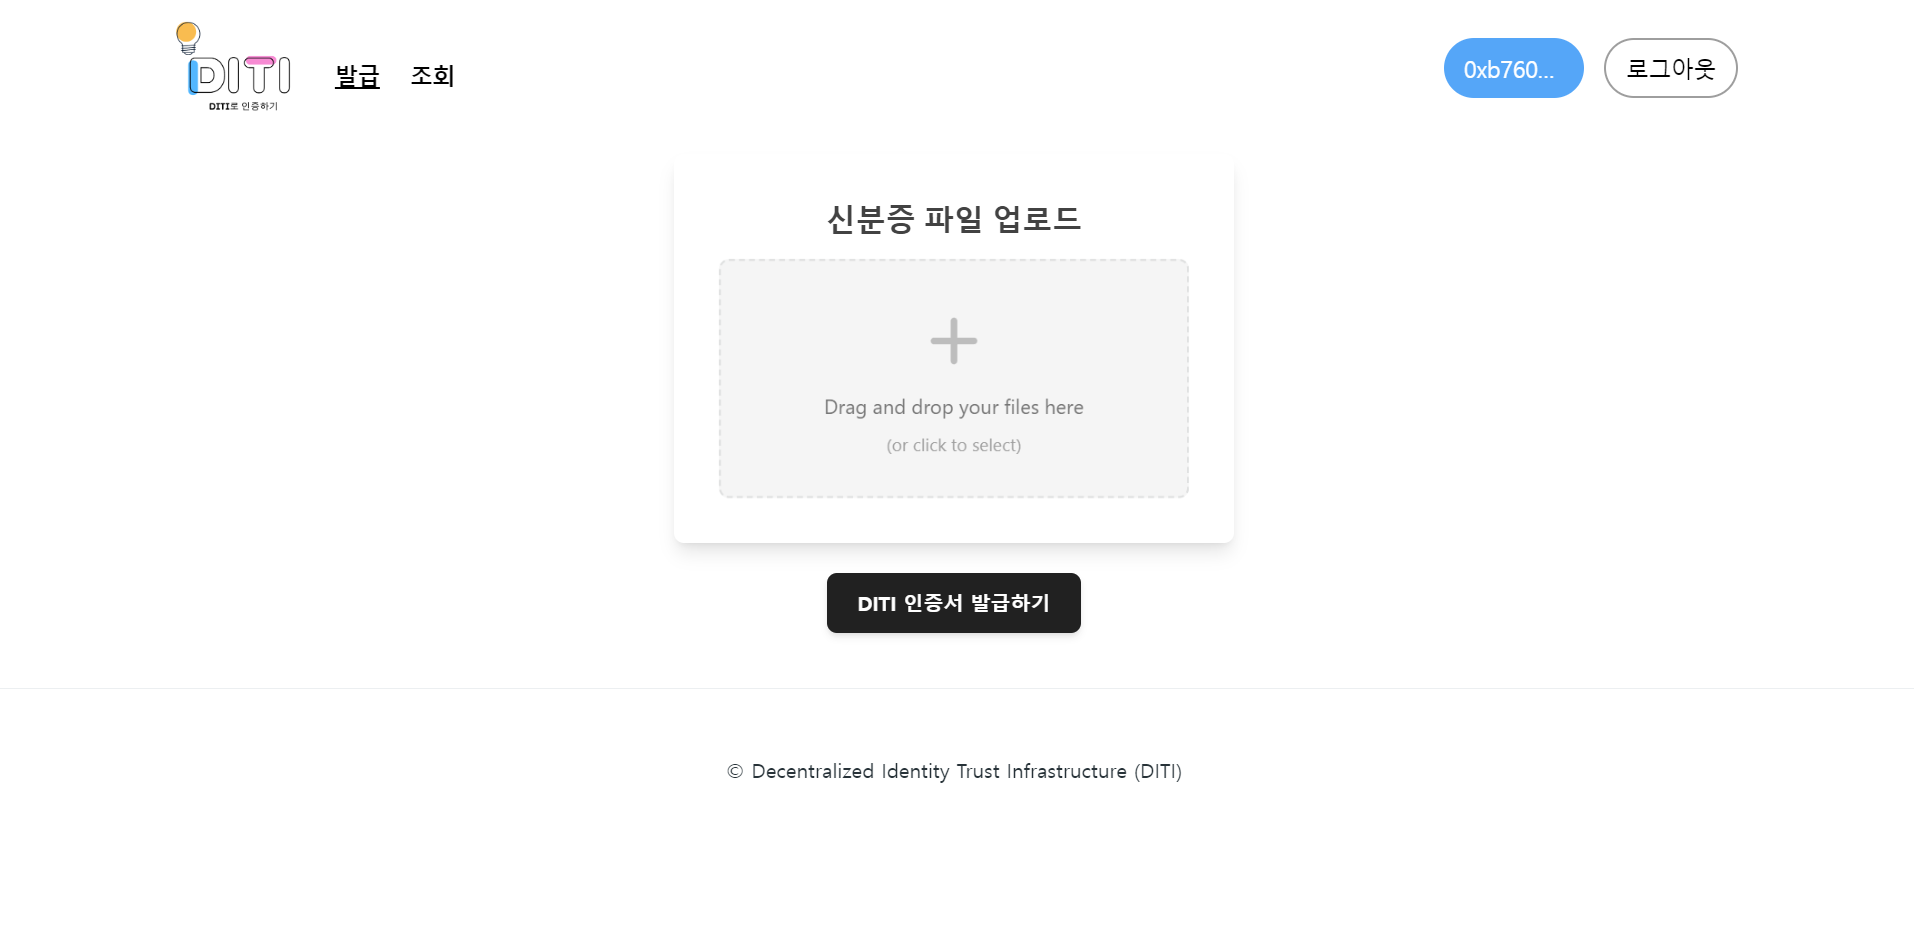 DITI
DITI로 인증하기
발급
조회
0xb760...
로그아웃
신분증 파일 업로드
Drag and drop your files here
(or click to select)
DITI 인증서 발급하기
© Decentralized Identity Trust Infrastructure (DITI)